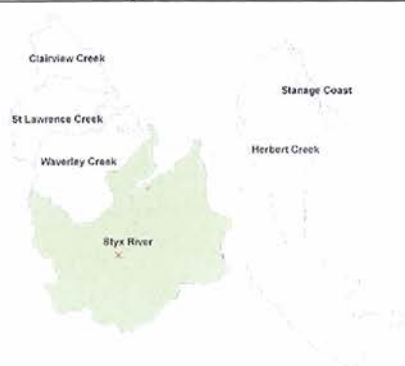 Clairview Creek
Stanage Coast
St Lawrence Creek
Herbert Creek
Waverley Creek
Styx River